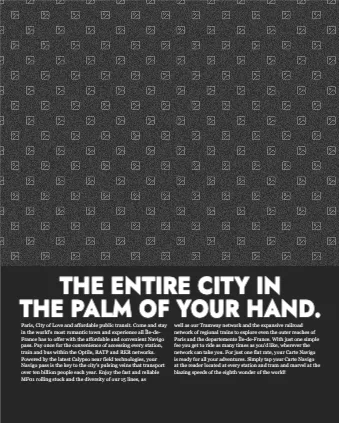 THE ENTIRE CITY IN
THE PALM OF YOUR HAND.
Paris, City of Love and affordable public transit. Come and stay
in the world's most romantic town and experience all Île-de-
France has to offer with the affordable and convenient Navigo
pass. Pay once for the convenience of accessing every station,
train and bus within the Optile, RATP and RER networks.
Powered by the latest Calypso near field technologies, your
Navigo pass is the key to the city's pulsing veins that transport
over ten billion people each year. Enjoy the fast and reliable
MF01 rolling stock and the diversity of our 15 lines, as
well as our Tramway network and the expansive railroad
network of regional trains to explore even the outer reaches of
Paris and the departements Île-de-France. With just one simple
fee you get to ride as many times as you'd like, wherever the
network can take you. For just one flat rate, your Carte Navigo
is ready for all your adventures. Simply tap your Carte Navigo
at the reader located at every station and tram and marvel at the
blazing speeds of the eighth wonder of the world!